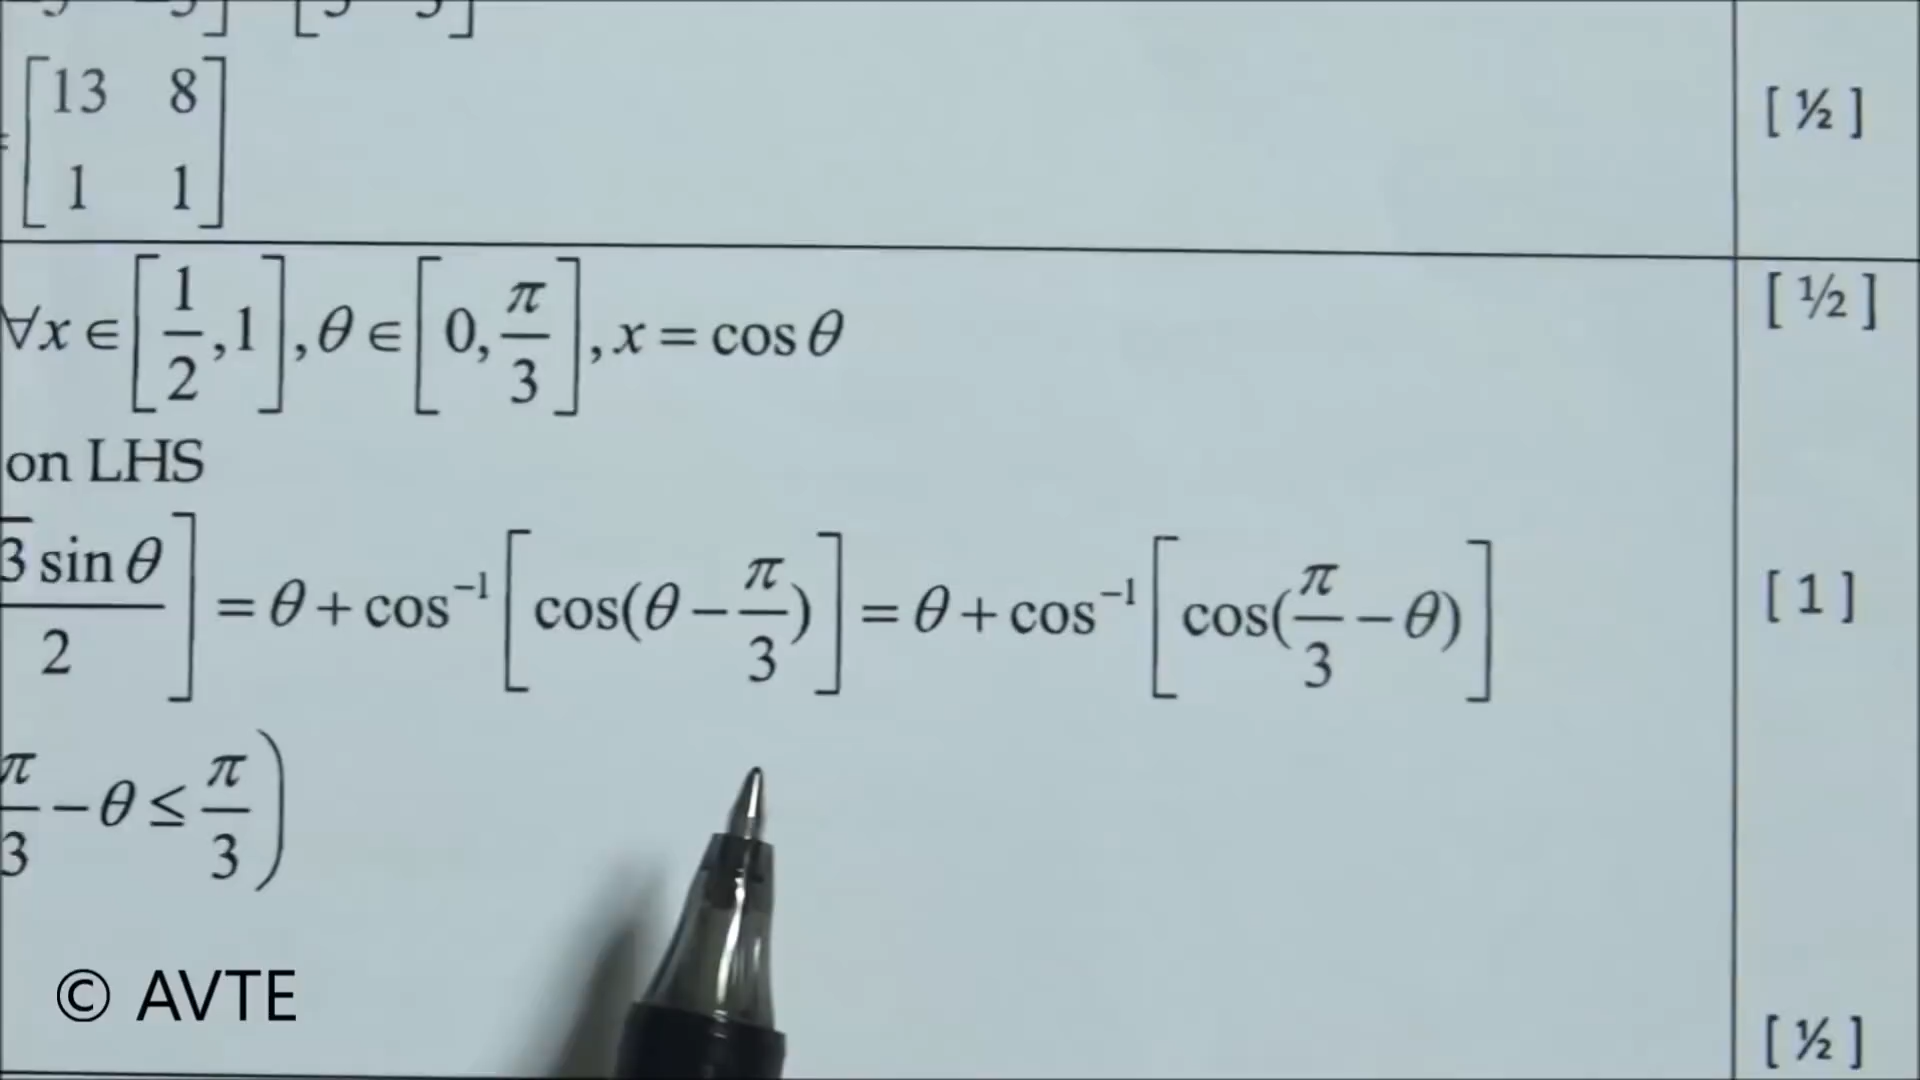 = [13 8
1 1] [ ½ ]
∀x ∈ [1/2, 1], θ ∈ [0, π/3], x = cos θ [ ½ ]
on LHS
3 sin θ / 2 ] = θ + cos⁻¹ [ cos(θ − π/3) ] = θ + cos⁻¹ [ cos(π/3 − θ) ] [ 1 ]
π/3 − θ ≤ π/3 )
© AVTE
[ ½ ]